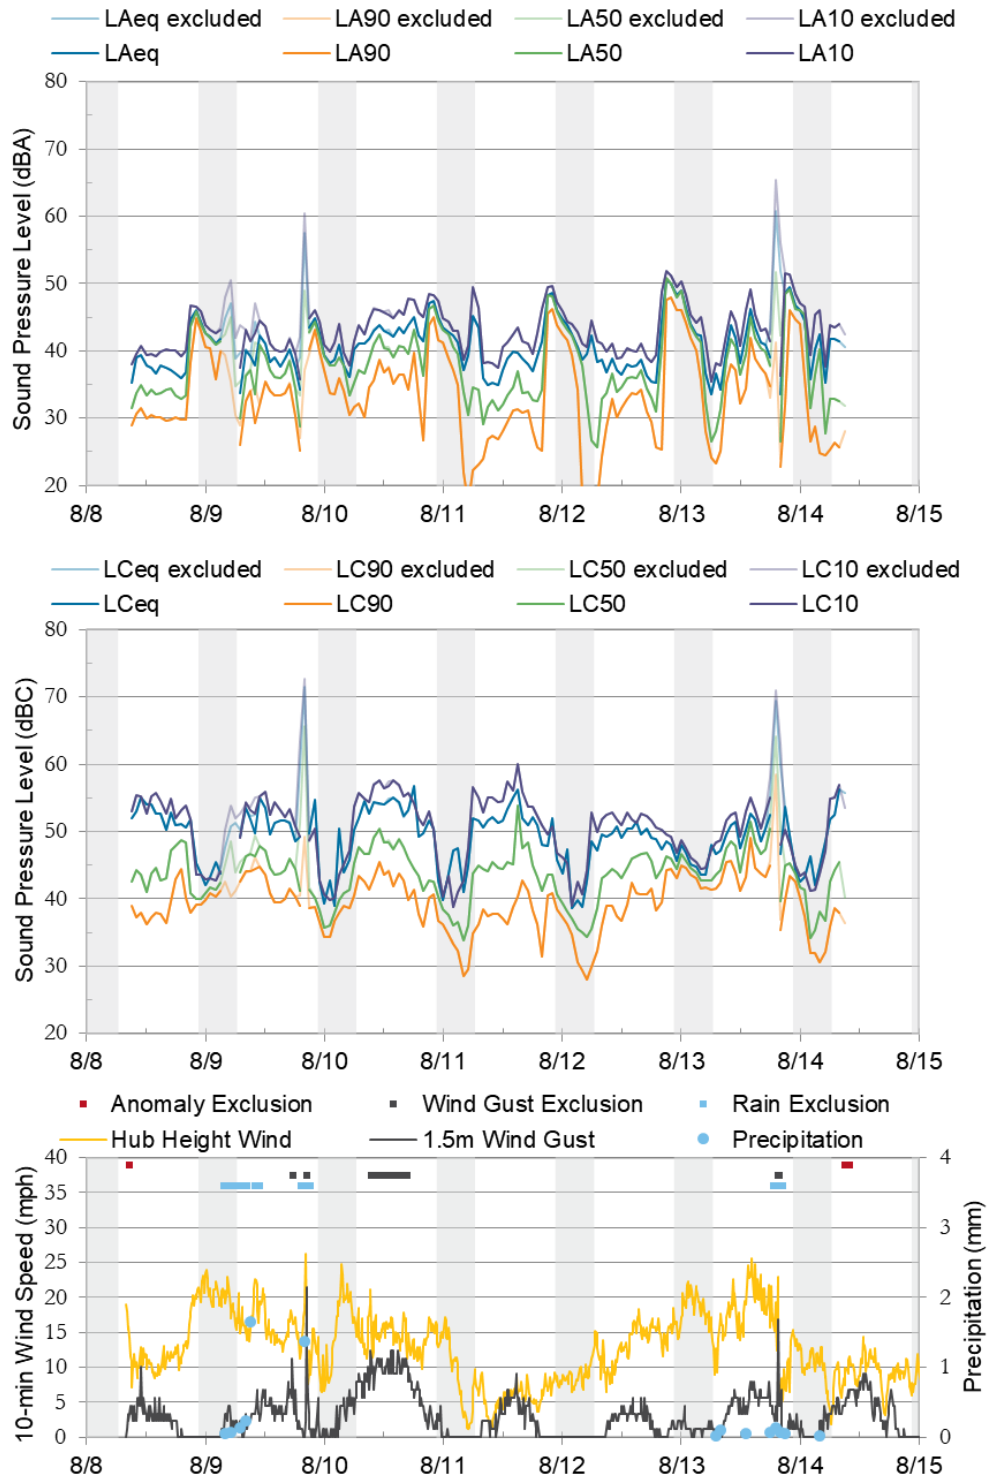 LAeq excluded LA90 excluded LA50 excluded LA10 excluded
LAeq LA90 LA50 LA10
Sound Pressure Level (dBA)
80
70
60
50
40
30
20
8/8 8/9 8/10 8/11 8/12 8/13 8/14 8/15
LCeq excluded LC90 excluded LC50 excluded LC10 excluded
LCeq LC90 LC50 LC10
Sound Pressure Level (dBC)
80
70
60
50
40
30
20
8/8 8/9 8/10 8/11 8/12 8/13 8/14 8/15
Anomaly Exclusion Wind Gust Exclusion Rain Exclusion
Hub Height Wind 1.5m Wind Gust Precipitation
10-min Wind Speed (mph)
40 4
35
30 3
25
20 2
15
10 1
5
0 0
Precipitation (mm)
8/8 8/9 8/10 8/11 8/12 8/13 8/14 8/15